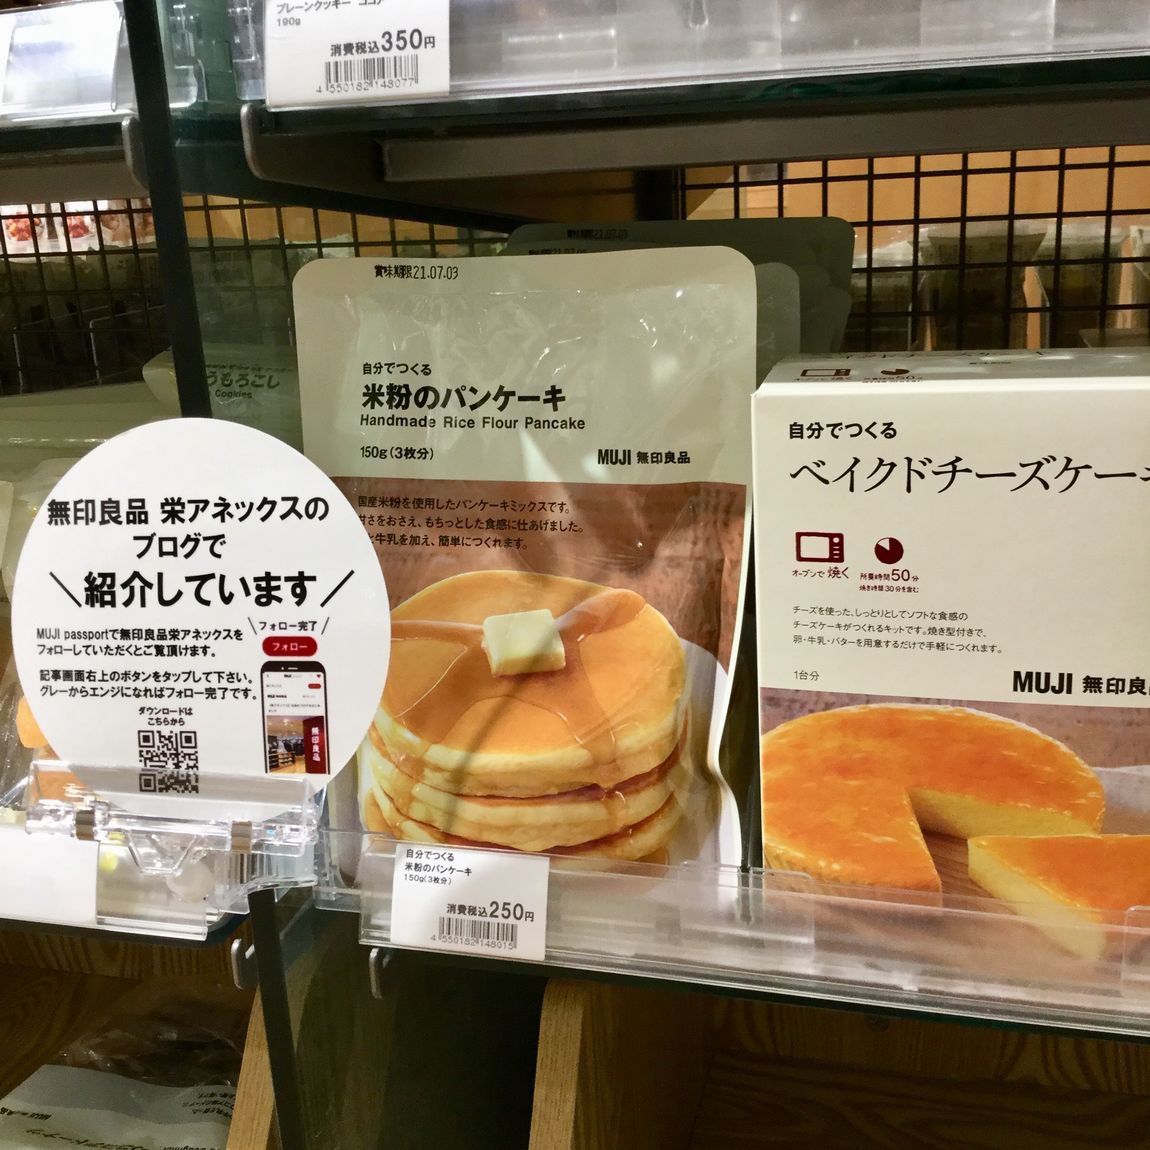 プレーンクッキー ココア
190g
消費税込350円
4 550182 148077
賞味期限21.07.03
自分でつくる
米粉のパンケーキ
Handmade Rice Flour Pancake
150g(3枚分)
MUJI 無印良品
国産米粉を使用したパンケーキミックスです。
甘さをおさえ、もちっとした食感に仕あげました。
と牛乳を加え、簡単につくれます。
うもろこし
Cookies
無印良品 栄アネックスの
ブログで
＼紹介しています／
MUJI passportで無印良品栄アネックスを
フォローしていただくとご覧頂けます。
記事画面右上のボタンをタップして下さい。
グレーからエンジになればフォロー完了です。
ダウンロードは
こちらから
＼フォロー完了／
フォロー
無印良品
自分でつくる
米粉のパンケーキ
150g(3枚分)
消費税込250円
4 550182 148015
自分でつくる
ベイクドチーズケーキ
オーブンで 焼く
所要時間50分
焼き時間30分を含む
チーズを使った、しっとりとしてソフトな食感の
チーズケーキがつくれるキットです。焼き型付きで、
卵・牛乳・バターを用意するだけで手軽につくれます。
1台分
MUJI 無印良